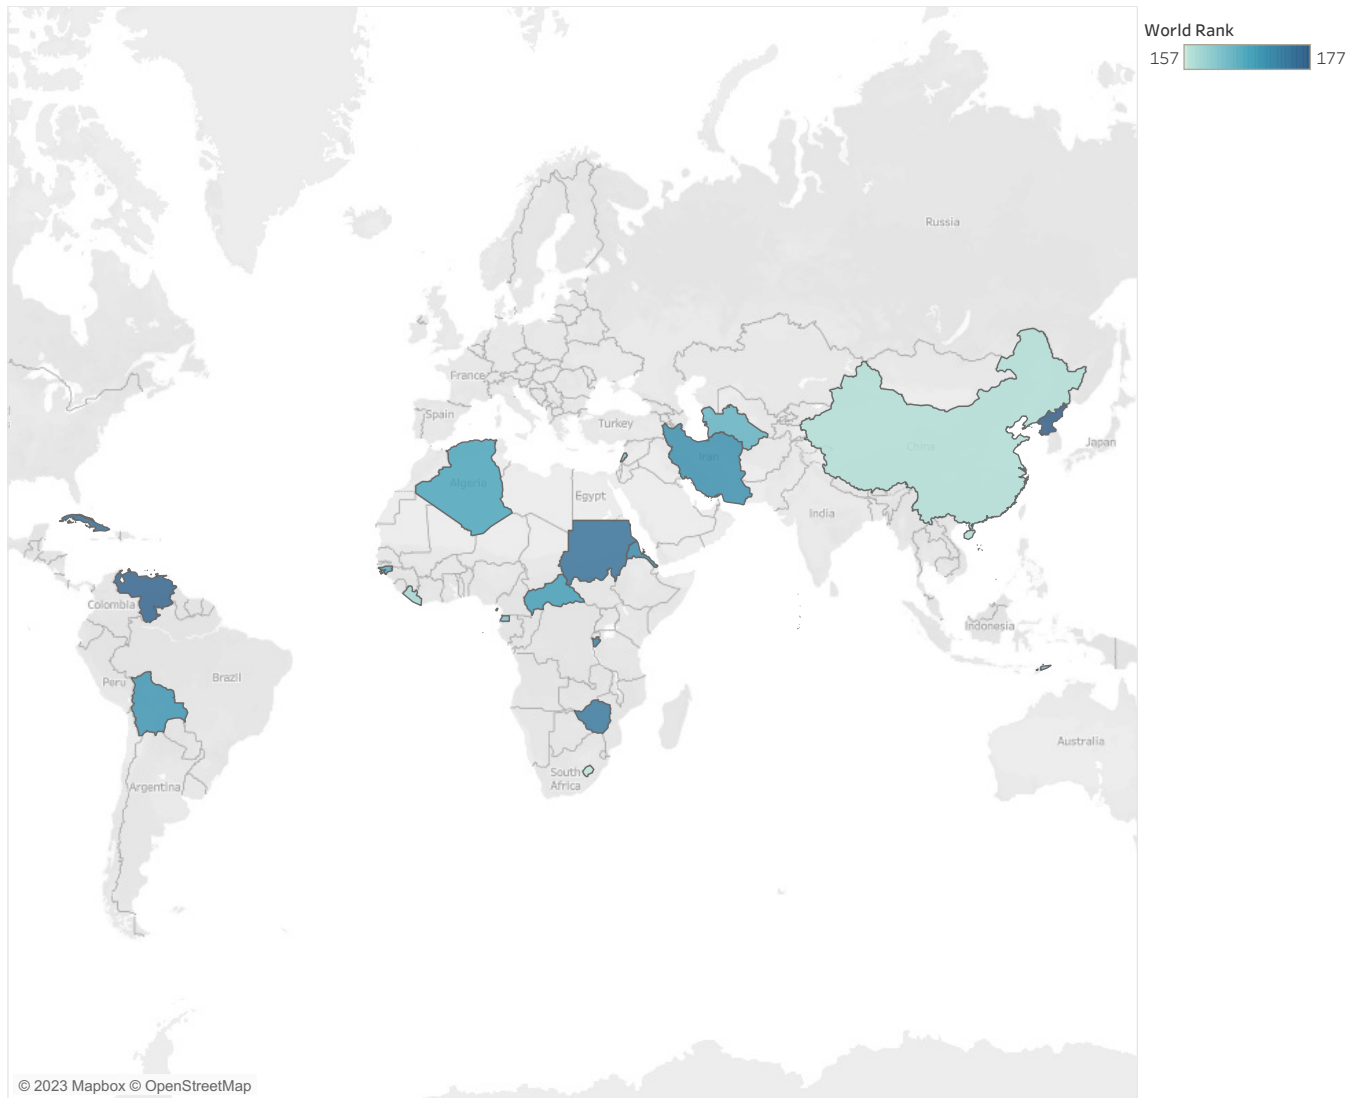 World Rank
157 177
Russia
France
Spain
Turkey
Japan
Iran
China
Algeria
Egypt
India
Colombia
Indonesia
Peru
Brazil
Australia
South
Africa
Argentina
© 2023 Mapbox © OpenStreetMap